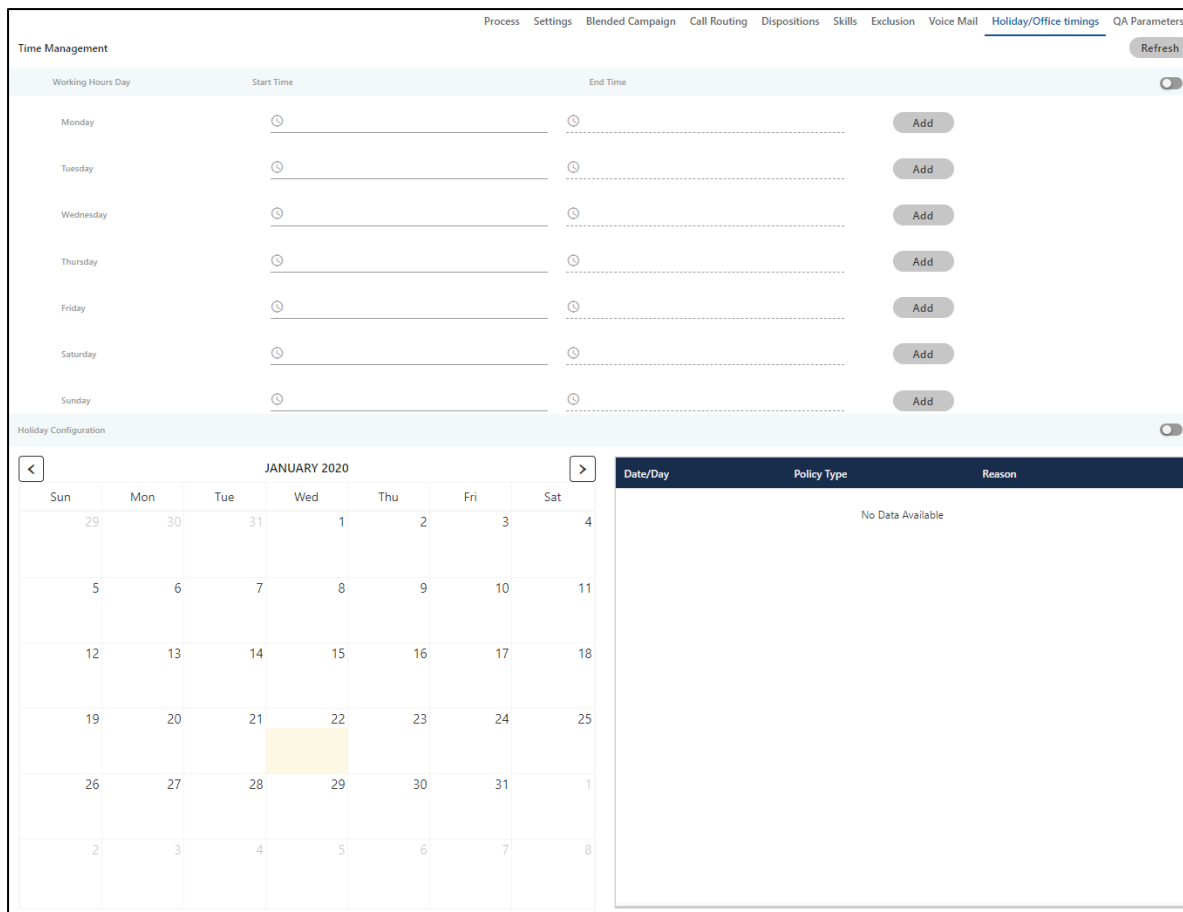 Process Settings Blended Campaign Call Routing Dispositions Skills Exclusion Voice Mail Holiday/Office timings QA Parameters
Time Management Refresh
Working Hours Day Start Time End Time
Monday Add
Tuesday Add
Wednesday Add
Thursday Add
Friday Add
Saturday Add
Sunday Add
Holiday Configuration
< JANUARY 2020 >
Sun Mon Tue Wed Thu Fri Sat
29 30 31 1 2 3 4
5 6 7 8 9 10 11
12 13 14 15 16 17 18
19 20 21 22 23 24 25
26 27 28 29 30 31 1
2 3 4 5 6 7 8
Date/Day Policy Type Reason
No Data Available